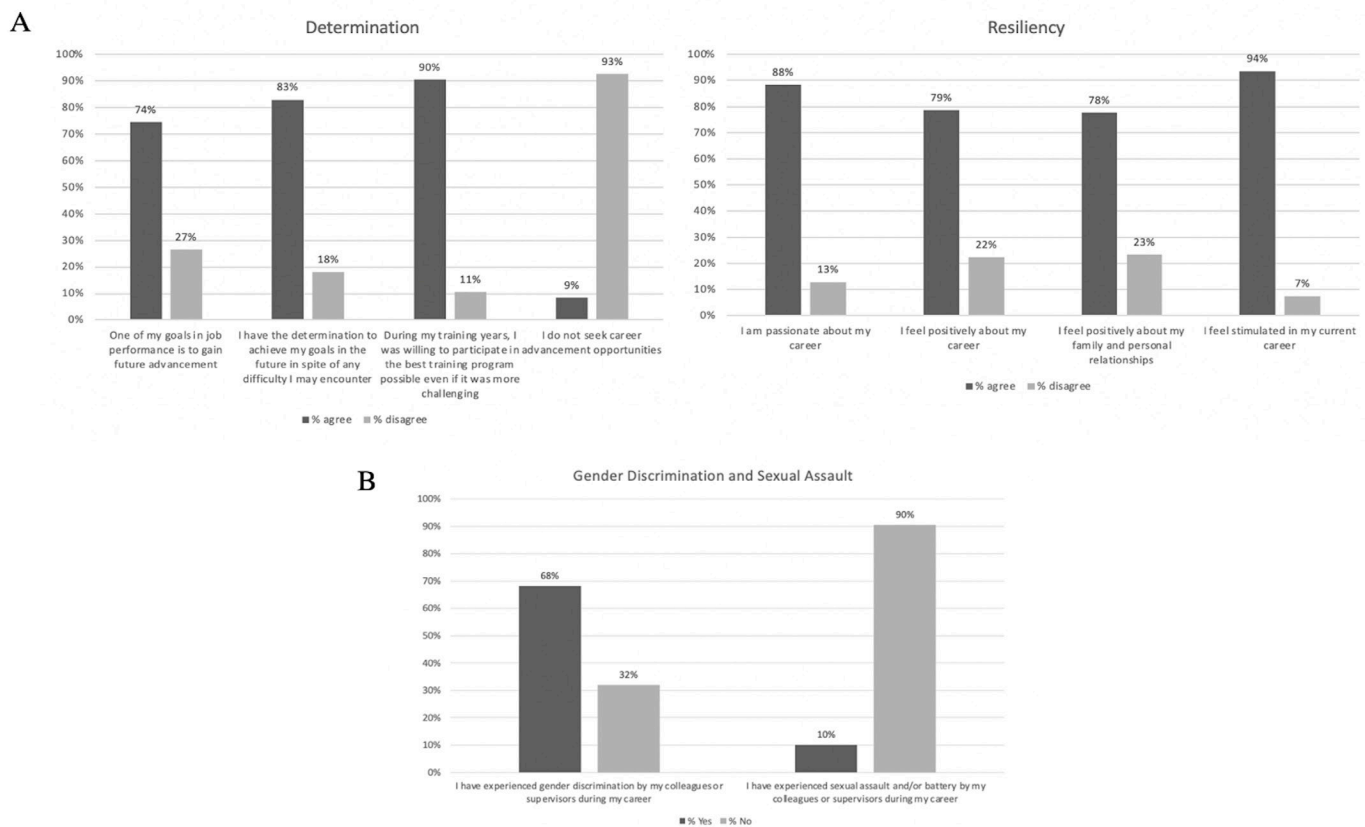 A
Determination
100%
90%
80%
70%
60%
50%
40%
30%
20%
10%
0%
74%
27%
83%
18%
90%
11%
9%
93%
One of my goals in job
performance is to gain
future advancement
I have the determination to
achieve my goals in the
future in spite of any
difficulty I may encounter
During my training years, I
was willing to participate in
the best training program
possible even if it was more
challenging
I do not seek career
advancement opportunities
% agree % disagree
Resiliency
100%
90%
80%
70%
60%
50%
40%
30%
20%
10%
0%
88%
13%
79%
22%
78%
23%
94%
7%
I am passionate about my
career
I feel positively about my
career
I feel positively about my
family and personal
relationships
I feel stimulated in my current
career
% agree % disagree
B
Gender Discrimination and Sexual Assault
100%
90%
80%
70%
60%
50%
40%
30%
20%
10%
0%
68%
32%
10%
90%
I have experienced gender discrimination by my colleagues or
supervisors during my career
I have experienced sexual assault and/or battery by my
colleagues or supervisors during my career
% Yes % No